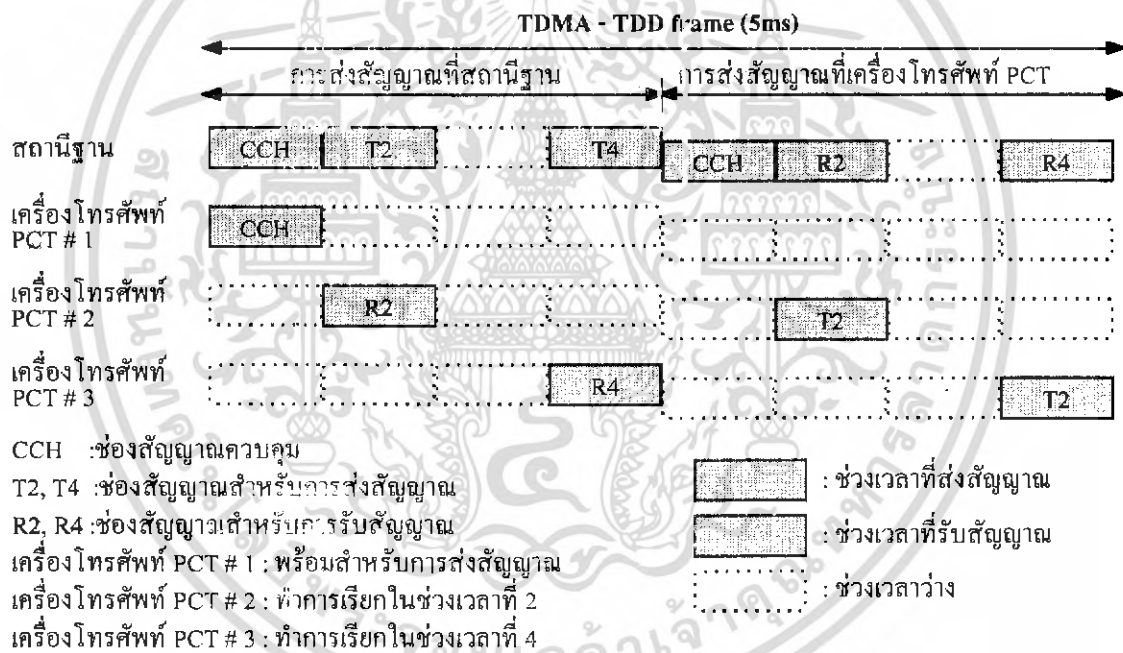 TDMA - TDD frame (5ms)
การส่งสัญญาณที่สถานีฐาน
การส่งสัญญาณที่เครื่องโทรศัพท์ PCT
สถานีฐาน
CCH T2 T4 CCH R2 R4
เครื่องโทรศัพท์
PCT # 1
CCH
เครื่องโทรศัพท์
PCT # 2
R2 T2
เครื่องโทรศัพท์
PCT # 3
R4 T2
CCH :ช่องสัญญาณควบคุม
T2, T4 :ช่องสัญญาณสำหรับการส่งสัญญาณ
R2, R4 :ช่องสัญญาณสำหรับการรับสัญญาณ
เครื่องโทรศัพท์ PCT # 1 : พร้อมสำหรับการส่งสัญญาณ
เครื่องโทรศัพท์ PCT # 2 : ทำการเรียกในช่วงเวลาที่ 2
เครื่องโทรศัพท์ PCT # 3 : ทำการเรียกในช่วงเวลาที่ 4
: ช่วงเวลาที่ส่งสัญญาณ
: ช่วงเวลาที่รับสัญญาณ
: ช่วงเวลาว่าง